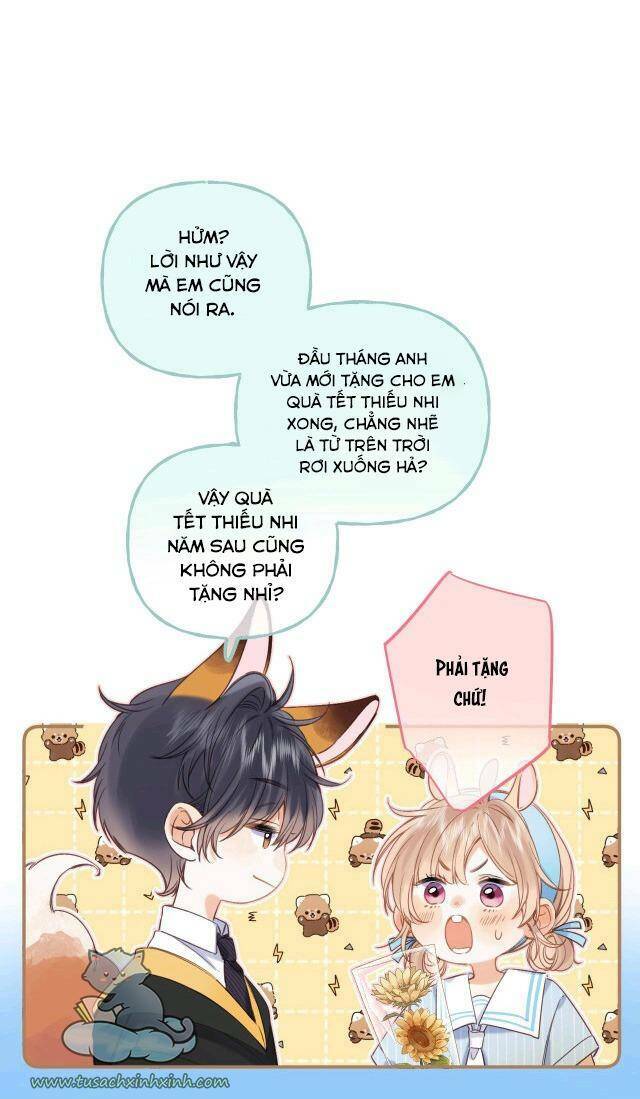 HỬM?
LỜI NHƯ VẬY
MÀ EM CŨNG
NÓI RA.
ĐẦU THÁNG ANH
VỪA MỚI TẶNG CHO EM
QUÀ TẾT THIẾU NHI
XONG, CHẲNG NHẼ
LÀ TỪ TRÊN TRỜI
RƠI XUỐNG HẢ?
VẬY QUÀ
TẾT THIẾU NHI
NĂM SAU CŨNG
KHÔNG PHẢI
TẶNG NHỈ?
PHẢI TẶNG
CHỨ!
www.tusachxinhxinh.com